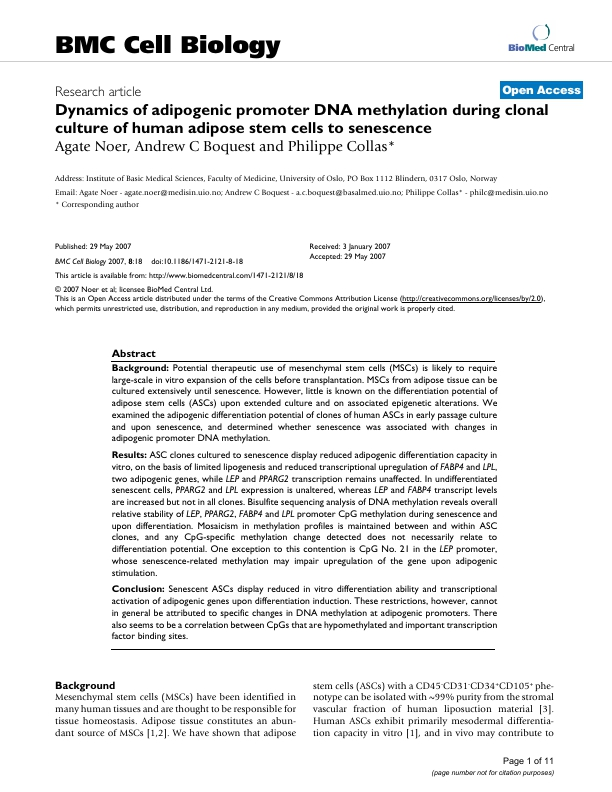 BMC Cell Biology
BioMed Central
Research article
Open Access
Dynamics of adipogenic promoter DNA methylation during clonal
culture of human adipose stem cells to senescence
Agate Noer, Andrew C Boquest and Philippe Collas*
Address: Institute of Basic Medical Sciences, Faculty of Medicine, University of Oslo, PO Box 1112 Blindern, 0317 Oslo, Norway
Email: Agate Noer - agate.noer@medisin.uio.no; Andrew C Boquest - a.c.boquest@basalmed.uio.no; Philippe Collas* - philc@medisin.uio.no
* Corresponding author
Published: 29 May 2007
BMC Cell Biology 2007, 8:18 doi:10.1186/1471-2121-8-18
Received: 3 January 2007
Accepted: 29 May 2007
This article is available from: http://www.biomedcentral.com/1471-2121/8/18
© 2007 Noer et al; licensee BioMed Central Ltd.
This is an Open Access article distributed under the terms of the Creative Commons Attribution License (http://creativecommons.org/licenses/by/2.0),
which permits unrestricted use, distribution, and reproduction in any medium, provided the original work is properly cited.
Abstract
Background: Potential therapeutic use of mesenchymal stem cells (MSCs) is likely to require
large-scale in vitro expansion of the cells before transplantation. MSCs from adipose tissue can be
cultured extensively until senescence. However, little is known on the differentiation potential of
adipose stem cells (ASCs) upon extended culture and on associated epigenetic alterations. We
examined the adipogenic differentiation potential of clones of human ASCs in early passage culture
and upon senescence, and determined whether senescence was associated with changes in
adipogenic promoter DNA methylation.
Results: ASC clones cultured to senescence display reduced adipogenic differentiation capacity in
vitro, on the basis of limited lipogenesis and reduced transcriptional upregulation of FABP4 and LPL,
two adipogenic genes, while LEP and PPARG2 transcription remains unaffected. In undifferentiated
senescent cells, PPARG2 and LPL expression is unaltered, whereas LEP and FABP4 transcript levels
are increased but not in all clones. Bisulfite sequencing analysis of DNA methylation reveals overall
relative stability of LEP, PPARG2, FABP4 and LPL promoter CpG methylation during senescence and
upon differentiation. Mosaicism in methylation profiles is maintained between and within ASC
clones, and any CpG-specific methylation change detected does not necessarily relate to
differentiation potential. One exception to this contention is CpG No. 21 in the LEP promoter,
whose senescence-related methylation may impair upregulation of the gene upon adipogenic
stimulation.
Conclusion: Senescent ASCs display reduced in vitro differentiation ability and transcriptional
activation of adipogenic genes upon differentiation induction. These restrictions, however, cannot
in general be attributed to specific changes in DNA methylation at adipogenic promoters. There
also seems to be a correlation between CpGs that are hypomethylated and important transcription
factor binding sites.
Background
Mesenchymal stem cells (MSCs) have been identified in
many human tissues and are thought to be responsible for
tissue homeostasis. Adipose tissue constitutes an abun-
dant source of MSCs [1,2]. We have shown that adipose
stem cells (ASCs) with a CD45-CD31-CD34+CD105+ phe-
notype can be isolated with ~99% purity from the stromal
vascular fraction of human liposuction material [3].
Human ASCs exhibit primarily mesodermal differentia-
tion capacity in vitro [1], and in vivo may contribute to
Page 1 of 11
(page number not for citation purposes)